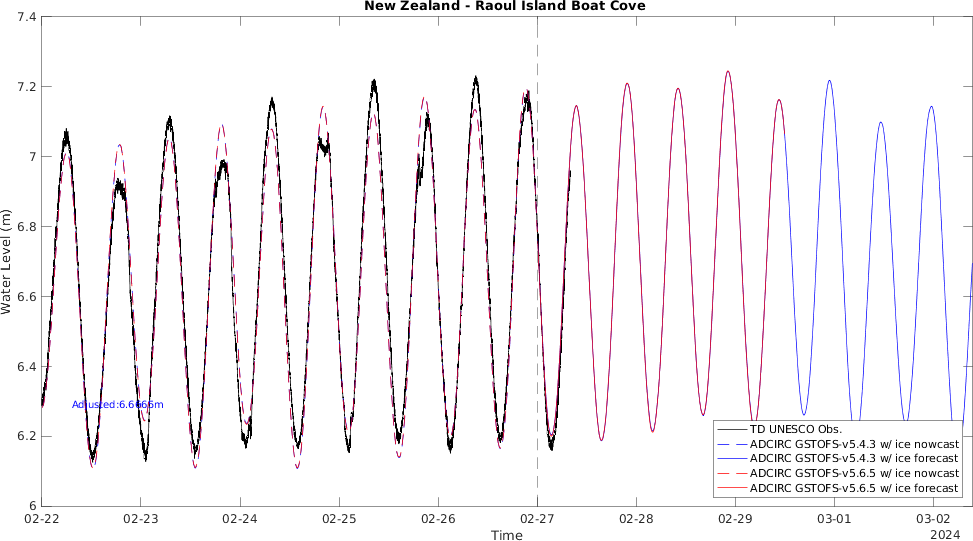 New Zealand - Raoul Island Boat Cove
7.4
7.2
7
6.8
6.6
6.4
6.2
6
Water Level (m)
Adjusted:6.6666m
TD UNESCO Obs.
ADCIRC GSTOFS-v5.4.3 w/ ice nowcast
ADCIRC GSTOFS-v5.4.3 w/ ice forecast
ADCIRC GSTOFS-v5.6.5 w/ ice nowcast
ADCIRC GSTOFS-v5.6.5 w/ ice forecast
02-22 02-23 02-24 02-25 02-26 02-27 02-28 02-29 03-01 03-02
2024
Time